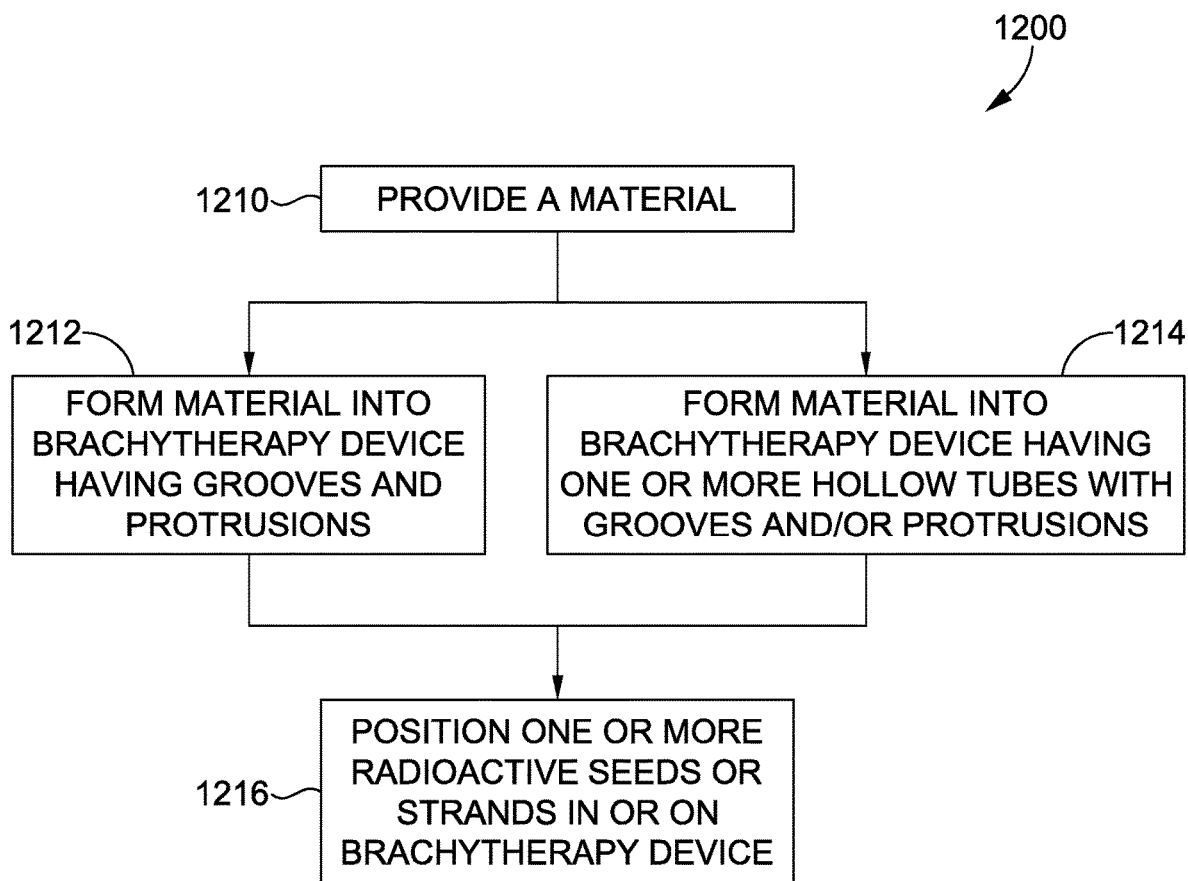 1200
1210
PROVIDE A MATERIAL
1212
1214
FORM MATERIAL INTO
BRACHYTHERAPY DEVICE
HAVING GROOVES AND
PROTRUSIONS
FORM MATERIAL INTO
BRACHYTHERAPY DEVICE HAVING
ONE OR MORE HOLLOW TUBES WITH
GROOVES AND/OR PROTRUSIONS
1216
POSITION ONE OR MORE
RADIOACTIVE SEEDS OR
STRANDS IN OR ON
BRACHYTHERAPY DEVICE